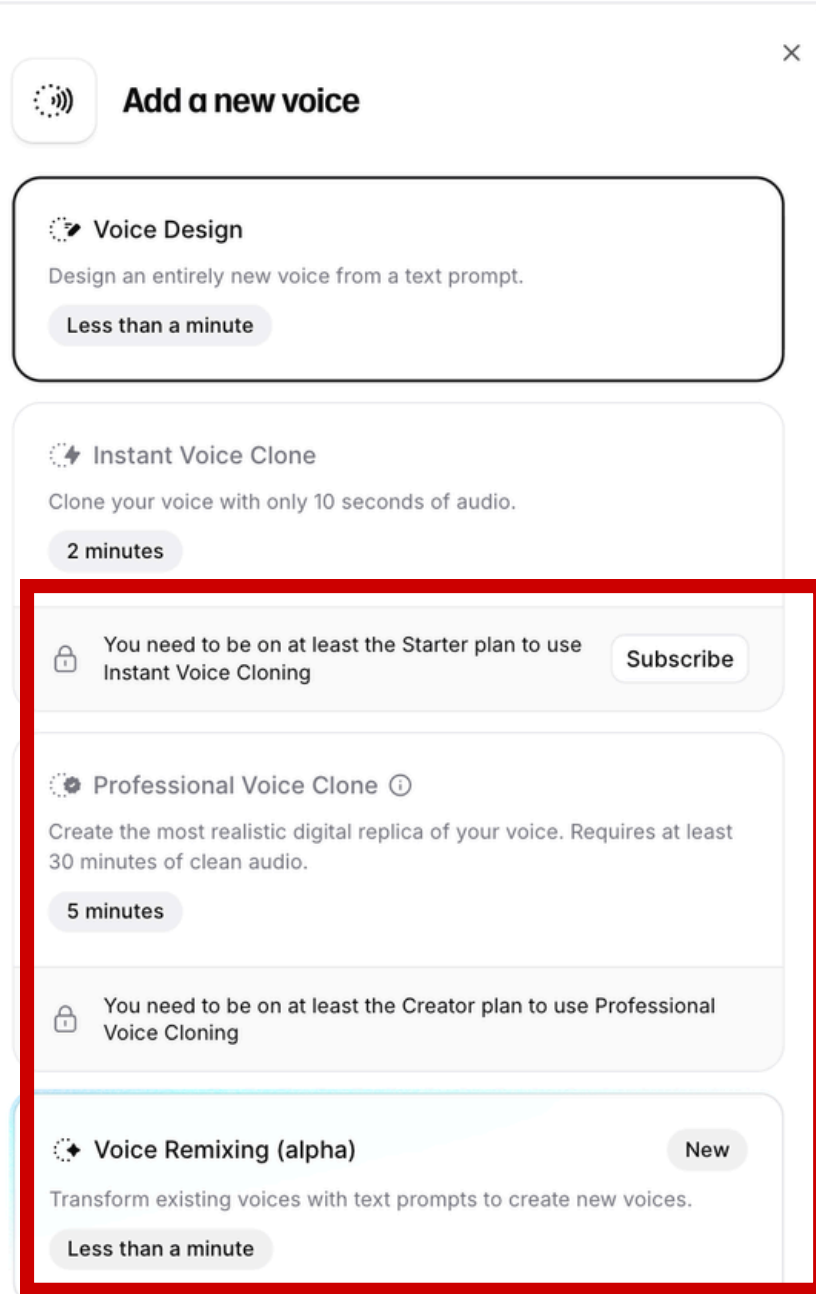 Add a new voice
Voice Design
Design an entirely new voice from a text prompt.
Less than a minute
Instant Voice Clone
Clone your voice with only 10 seconds of audio.
2 minutes
You need to be on at least the Starter plan to use
Instant Voice Cloning
Subscribe
Professional Voice Clone
Create the most realistic digital replica of your voice. Requires at least
30 minutes of clean audio.
5 minutes
You need to be on at least the Creator plan to use Professional
Voice Cloning
Voice Remixing (alpha)
New
Transform existing voices with text prompts to create new voices.
Less than a minute